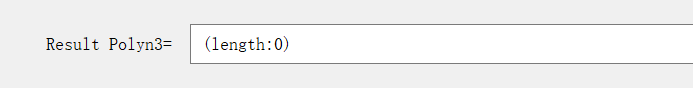 Result Polyn3= (length:0)